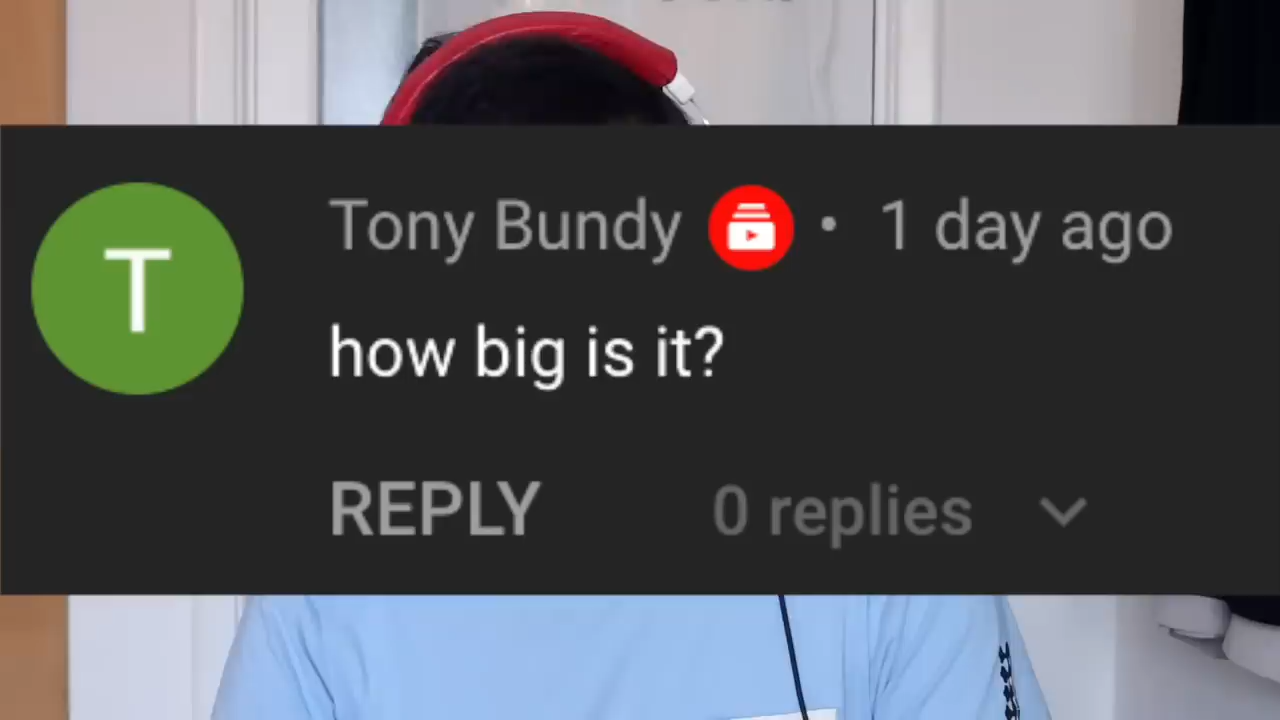 T
Tony Bundy • 1 day ago
how big is it?
REPLY 0 replies